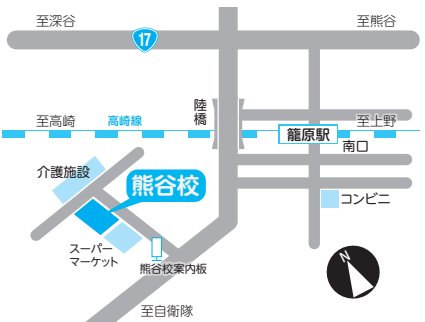 至深谷
至熊谷
17
陸橋
至高崎
高崎線
至上野
籠原駅
南口
介護施設
熊谷校
コンビニ
スーパー
マーケット
熊谷校案内板
至自衛隊
N